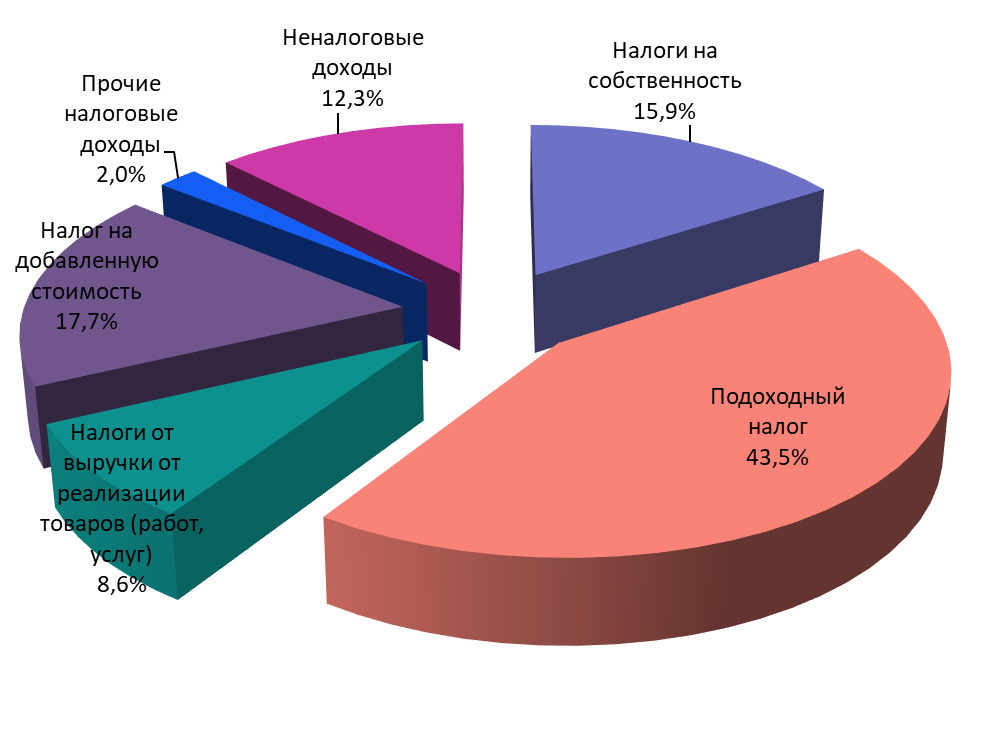 Неналоговые
доходы
12,3%
Налоги на
собственность
15,9%
Прочие
налоговые
доходы
2,0%
Налог на
добавленную
стоимость
17,7%
Подоходный
налог
43,5%
Налоги от
выручки от
реализации
товаров (работ,
услуг)
8,6%